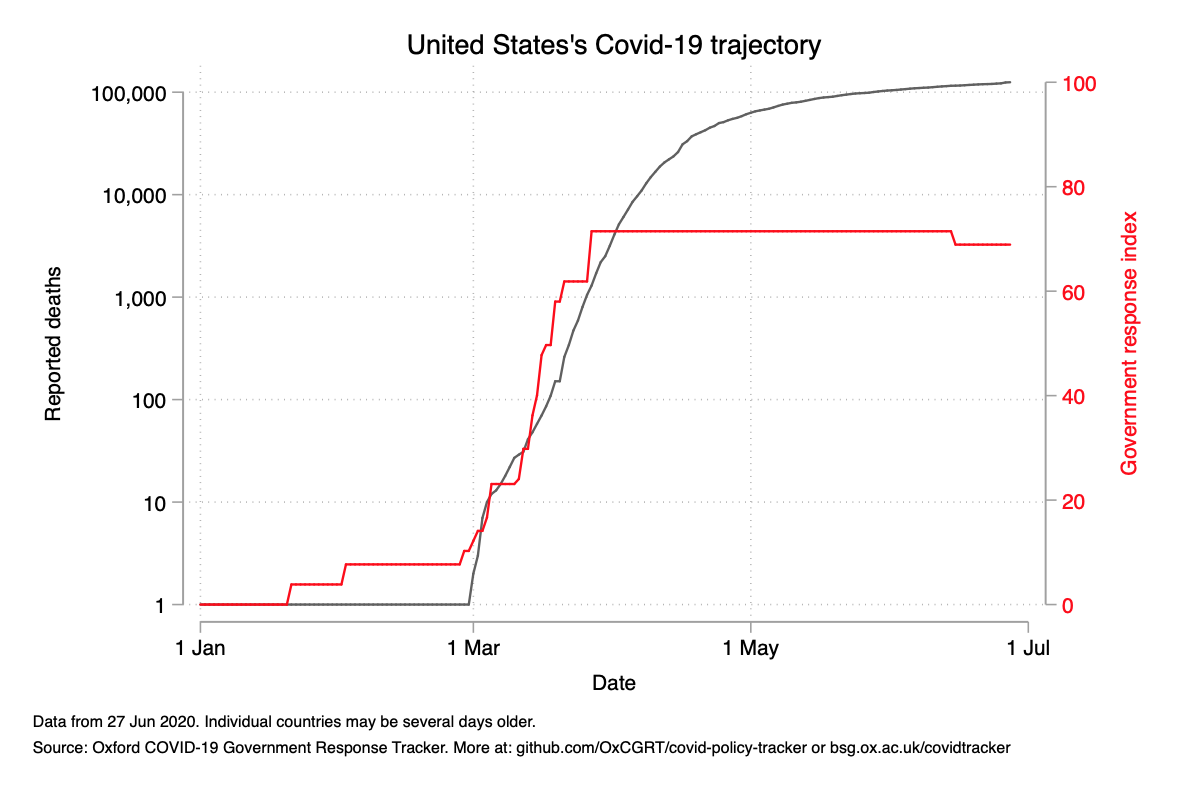 United States's Covid-19 trajectory
Reported deaths
100,000
10,000
1,000
100
10
1
100
80
60
40
20
0
Government response index
1 Jan
1 Mar
1 May
1 Jul
Date
Data from 27 Jun 2020. Individual countries may be several days older.
Source: Oxford COVID-19 Government Response Tracker. More at: github.com/OxCGRT/covid-policy-tracker or bsg.ox.ac.uk/covidtracker